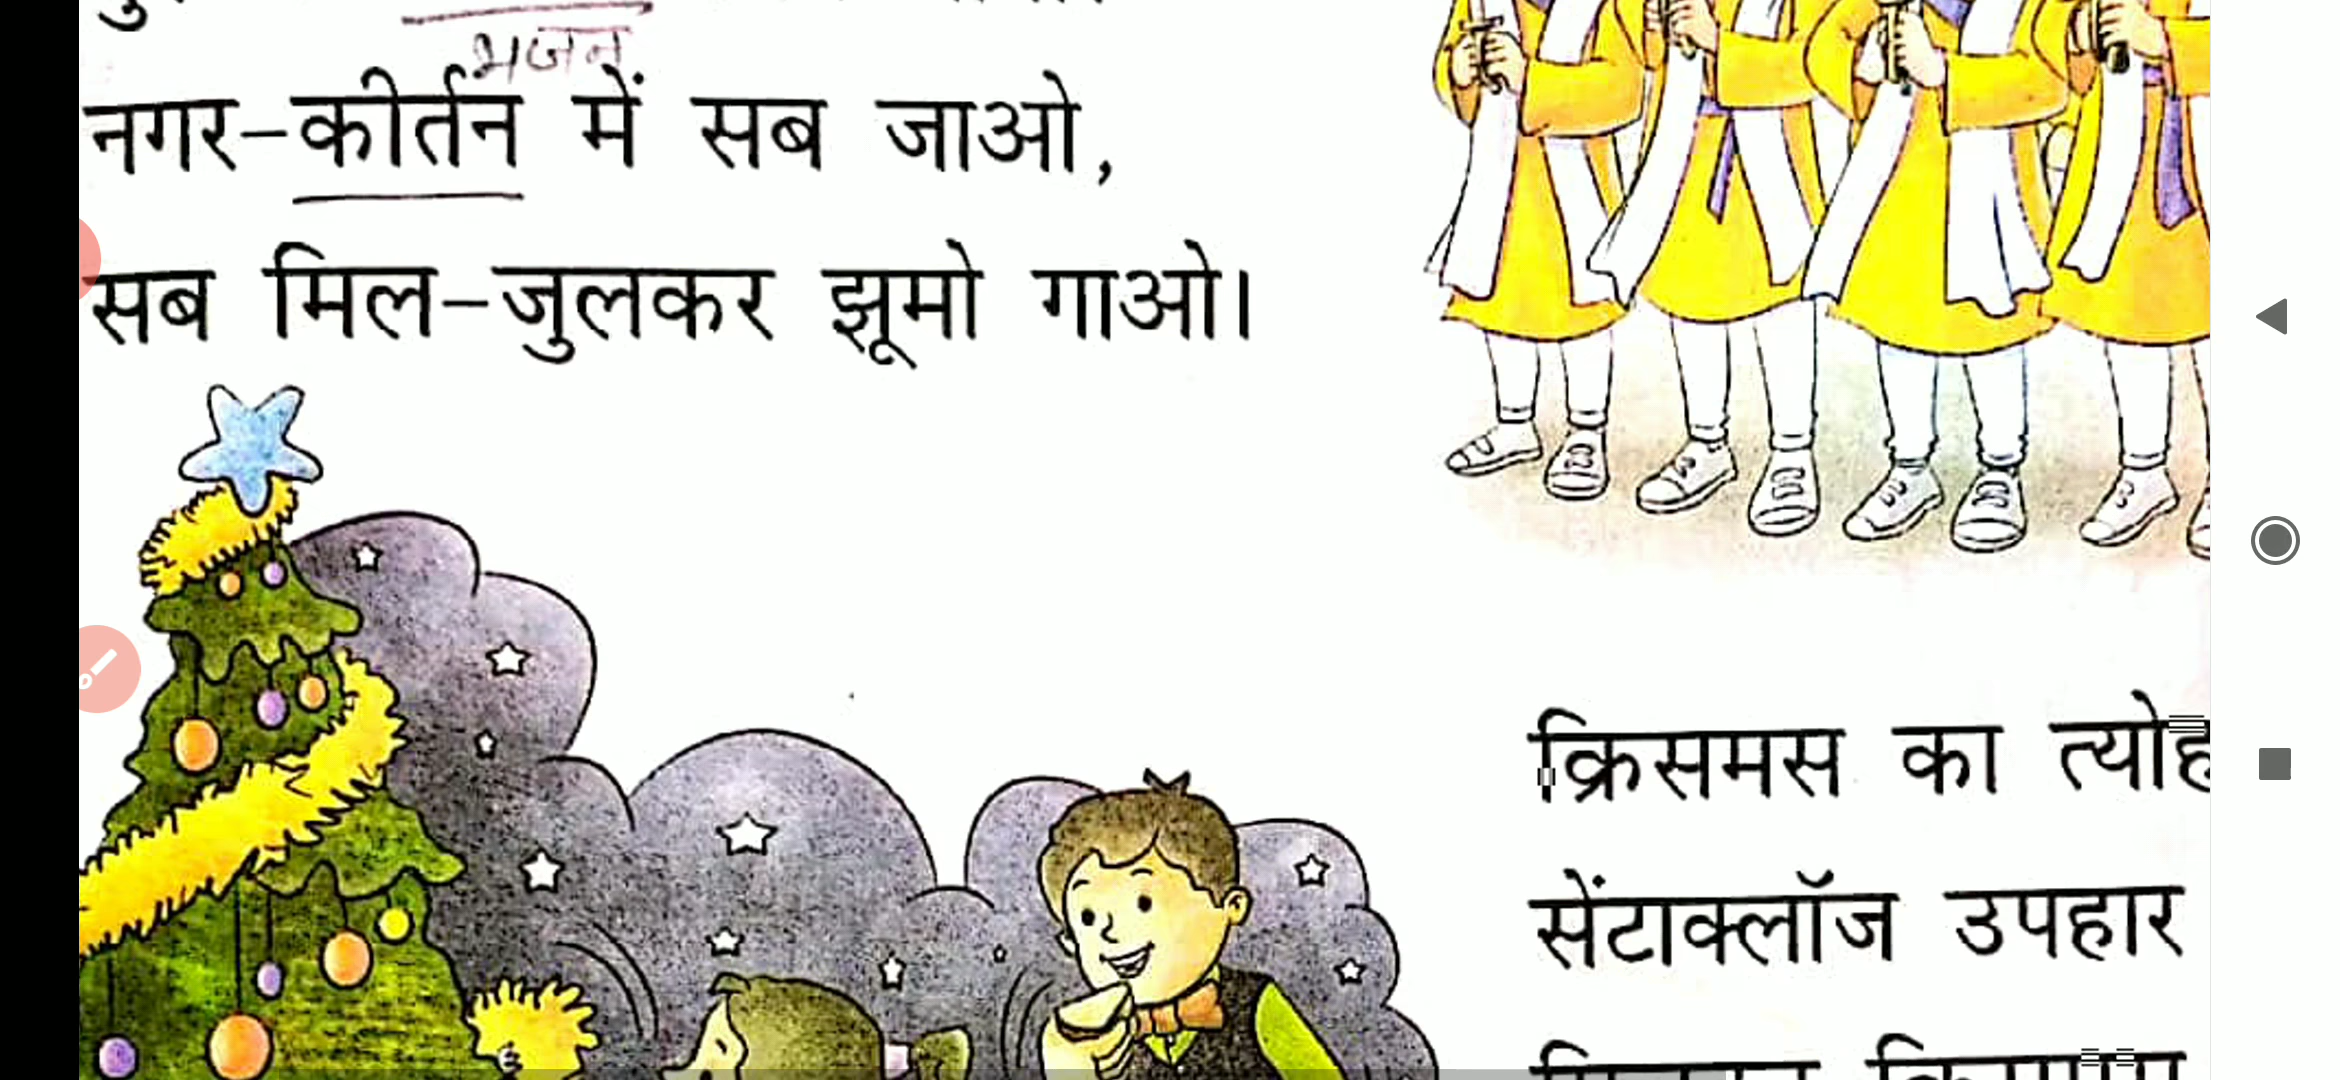 भजन
नगर-कीर्तन में सब जाओ,
सब मिल-जुलकर झूमो गाओ।
क्रिसमस का
सेंटाक्लॉज उपहार